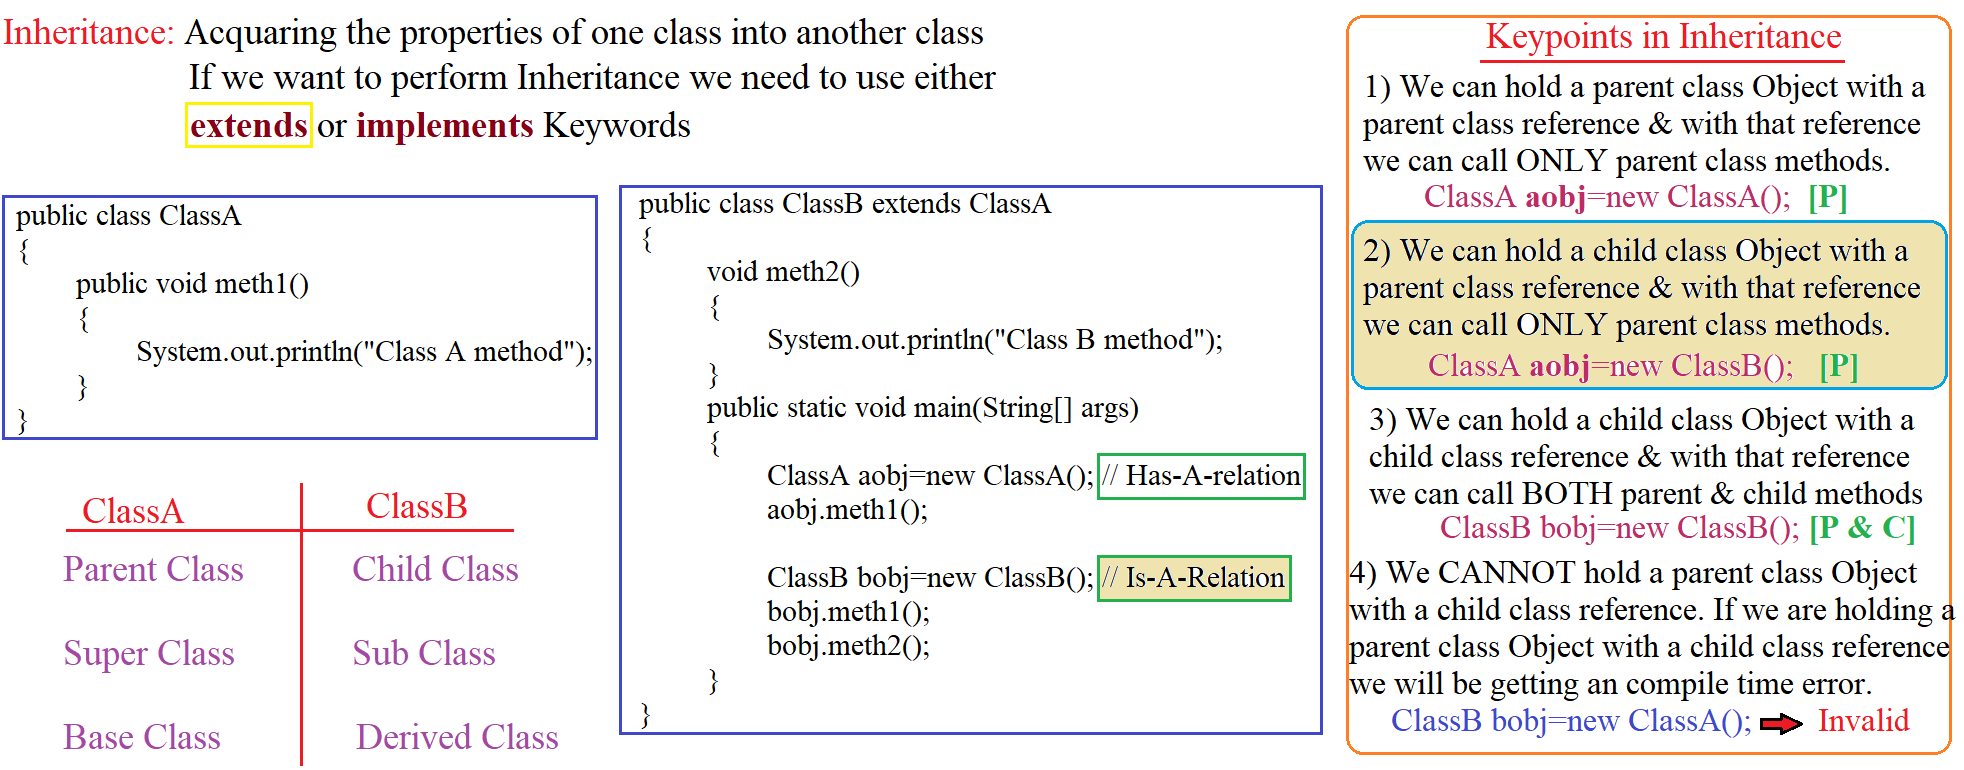 Inheritance: Acquaring the properties of one class into another class
If we want to perform Inheritance we need to use either
extends or implements Keywords
public class ClassA
{
public void meth1()
{
System.out.println("Class A method");
}
}
ClassA ClassB
Parent Class Child Class
Super Class Sub Class
Base Class Derived Class
public class ClassB extends ClassA
{
void meth2()
{
System.out.println("Class B method");
}
public static void main(String[] args)
{
ClassA aobj=new ClassA(); // Has-A-relation
aobj.meth1();
ClassB bobj=new ClassB(); // Is-A-Relation
bobj.meth1();
bobj.meth2();
}
}
Keypoints in Inheritance
1) We can hold a parent class Object with a
parent class reference & with that reference
we can call ONLY parent class methods.
ClassA aobj=new ClassA(); [P]
2) We can hold a child class Object with a
parent class reference & with that reference
we can call ONLY parent class methods.
ClassA aobj=new ClassB(); [P]
3) We can hold a child class Object with a
child class reference & with that reference
we can call BOTH parent & child methods
ClassB bobj=new ClassB(); [P & C]
4) We CANNOT hold a parent class Object
with a child class reference. If we are holding a
parent class Object with a child class reference
we will be getting an compile time error.
ClassB bobj=new ClassA(); Invalid